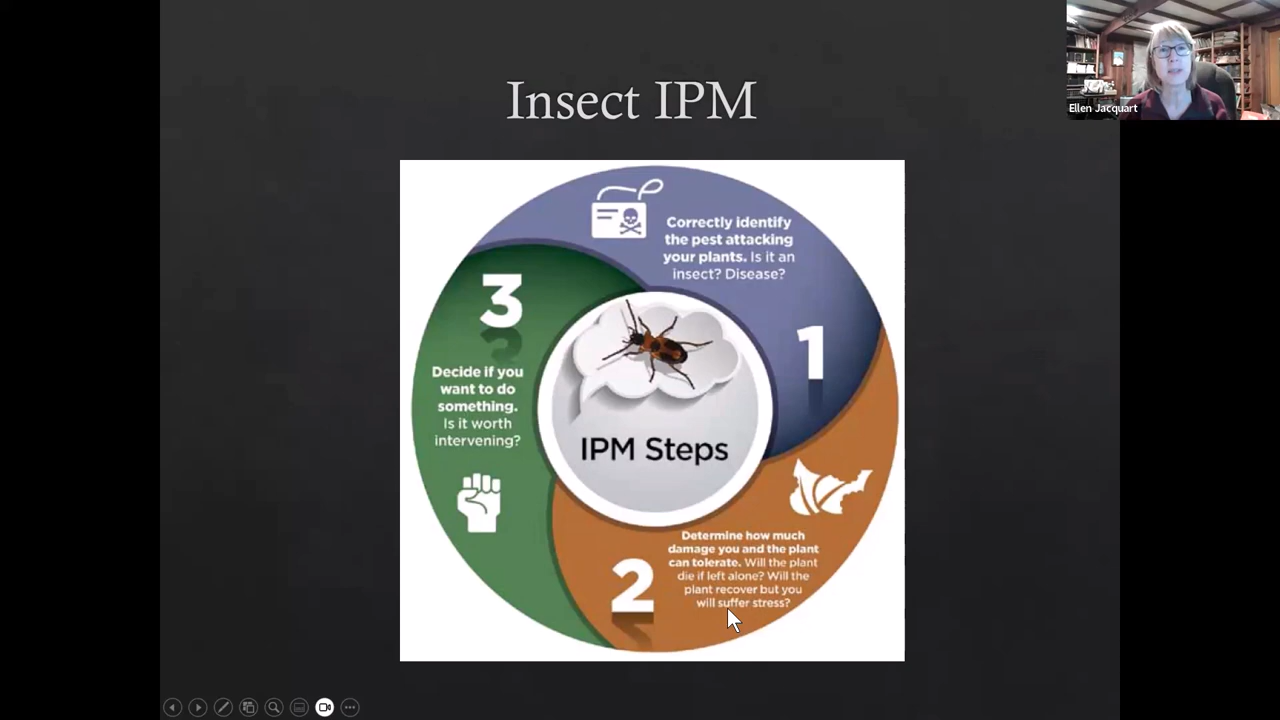 Insect IPM
Ellen Jacquart
Correctly identify
the pest attacking
your plants. Is it an
insect? Disease?
1
3
Decide if you
want to do
something.
Is it worth
intervening?
IPM Steps
2
Determine how much
damage you and the plant
can tolerate. Will the plant
die if left alone? Will the
plant recover but you
will suffer stress?